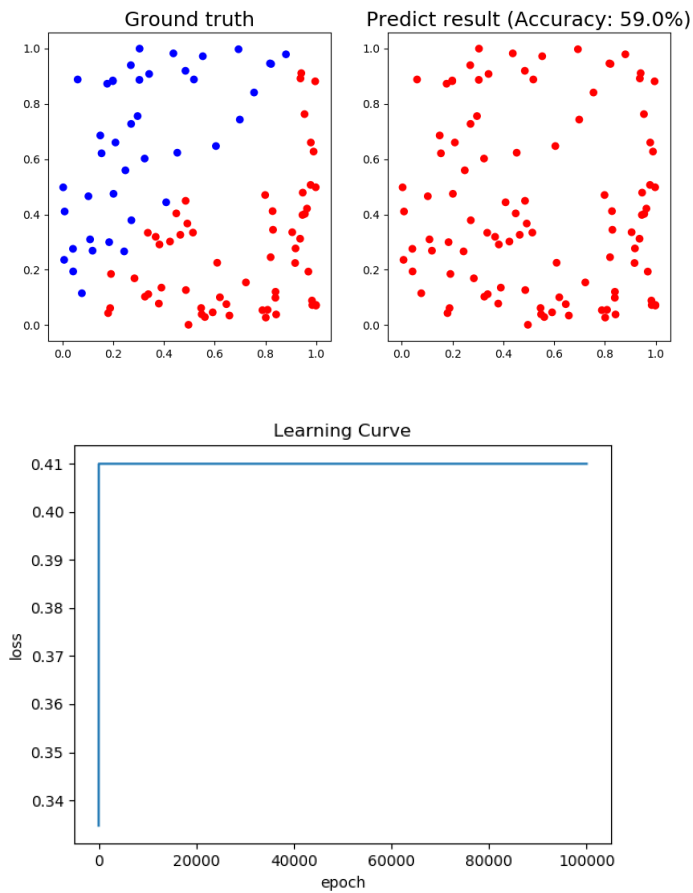 Ground truth
Predict result (Accuracy: 59.0%)
1.0
0.8
0.6
0.4
0.2
0.0
0.0 0.2 0.4 0.6 0.8 1.0
1.0
0.8
0.6
0.4
0.2
0.0
0.0 0.2 0.4 0.6 0.8 1.0
Learning Curve
0.41
0.40
0.39
0.38
0.37
0.36
0.35
0.34
loss
0 20000 40000 60000 80000 100000
epoch